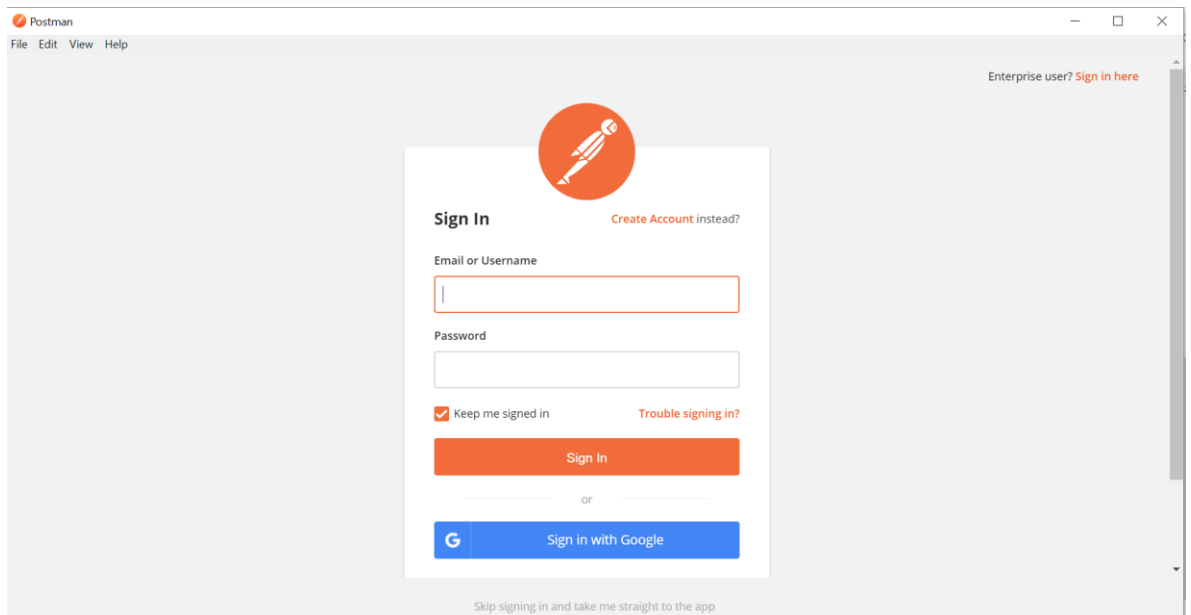 Postman
File Edit View Help
Enterprise user? Sign in here
Sign In
Create Account instead?
Email or Username
Password
Keep me signed in
Trouble signing in?
Sign In
or
G
Sign in with Google
Skip signing in and take me straight to the app